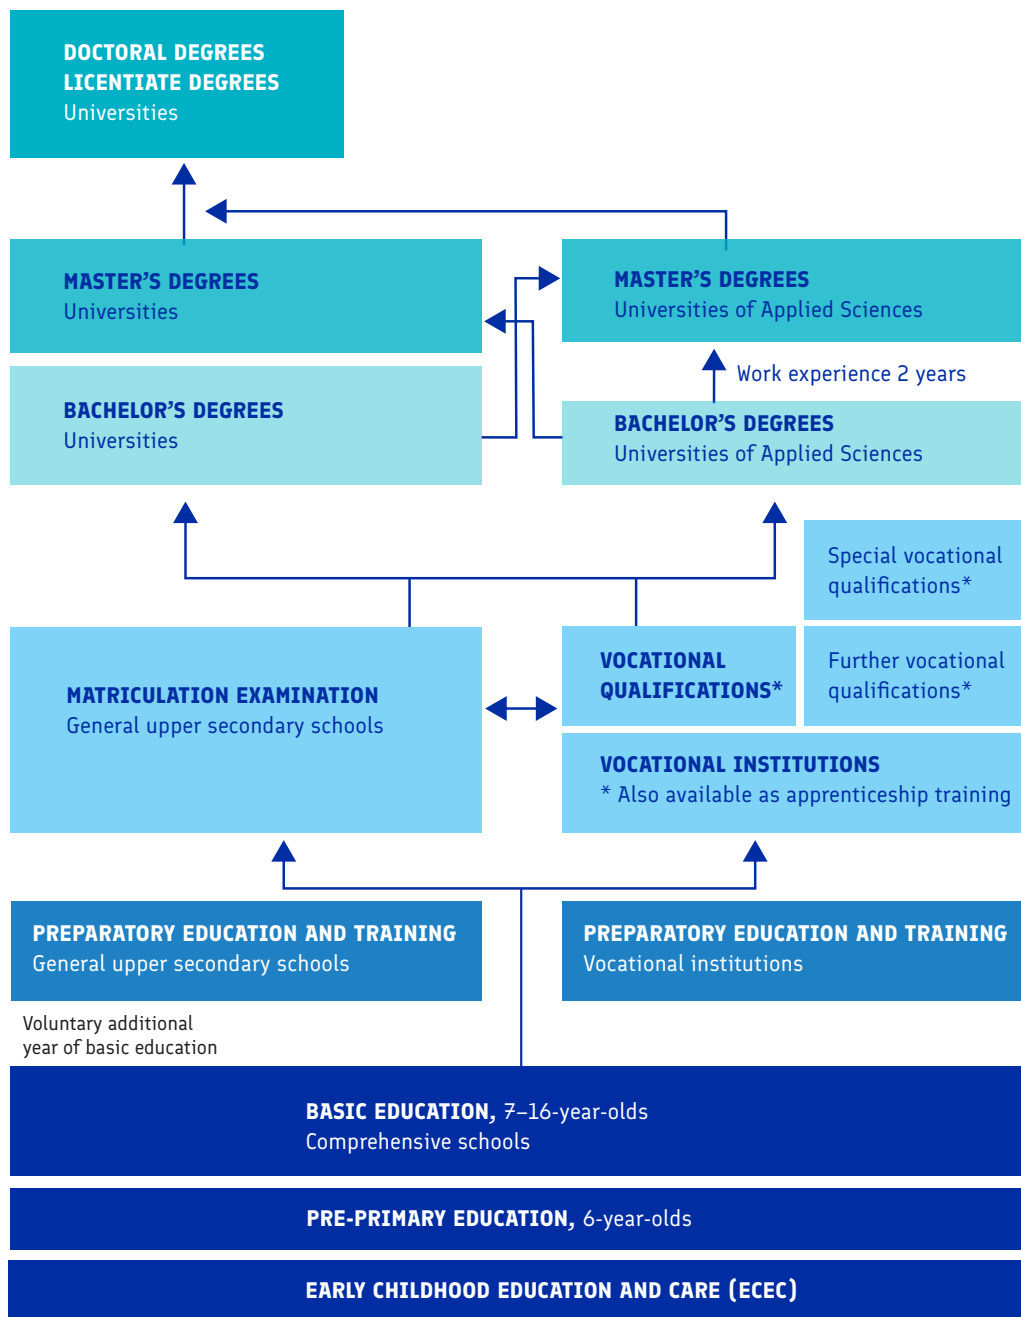 DOCTORAL DEGREES
LICENTIATE DEGREES
Universities
MASTER’S DEGREES
Universities
MASTER’S DEGREES
Universities of Applied Sciences
Work experience 2 years
BACHELOR’S DEGREES
Universities
BACHELOR’S DEGREES
Universities of Applied Sciences
Special vocational
qualifications*
MATRICULATION EXAMINATION
General upper secondary schools
VOCATIONAL
QUALIFICATIONS*
Further vocational
qualifications*
VOCATIONAL INSTITUTIONS
* Also available as apprenticeship training
PREPARATORY EDUCATION AND TRAINING
General upper secondary schools
PREPARATORY EDUCATION AND TRAINING
Vocational institutions
Voluntary additional
year of basic education
BASIC EDUCATION, 7–16-year-olds
Comprehensive schools
PRE-PRIMARY EDUCATION, 6-year-olds
EARLY CHILDHOOD EDUCATION AND CARE (ECEC)